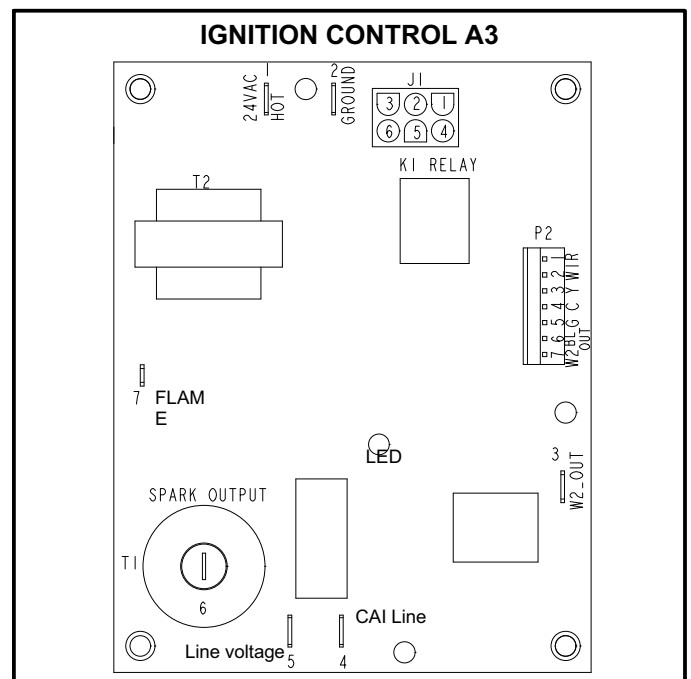 IGNITION CONTROL A3
1
2
24VAC
HOT
GROUND
J1
3 2 1
6 5 4
K1 RELAY
T2
P2
1 R
2 W1
3 Y
4 C
5 G
6 BL
7 W2
OUT
7
FLAM
E
LED
3
W2_OUT
SPARK OUTPUT
T1
6
CAI Line
Line voltage
5
4